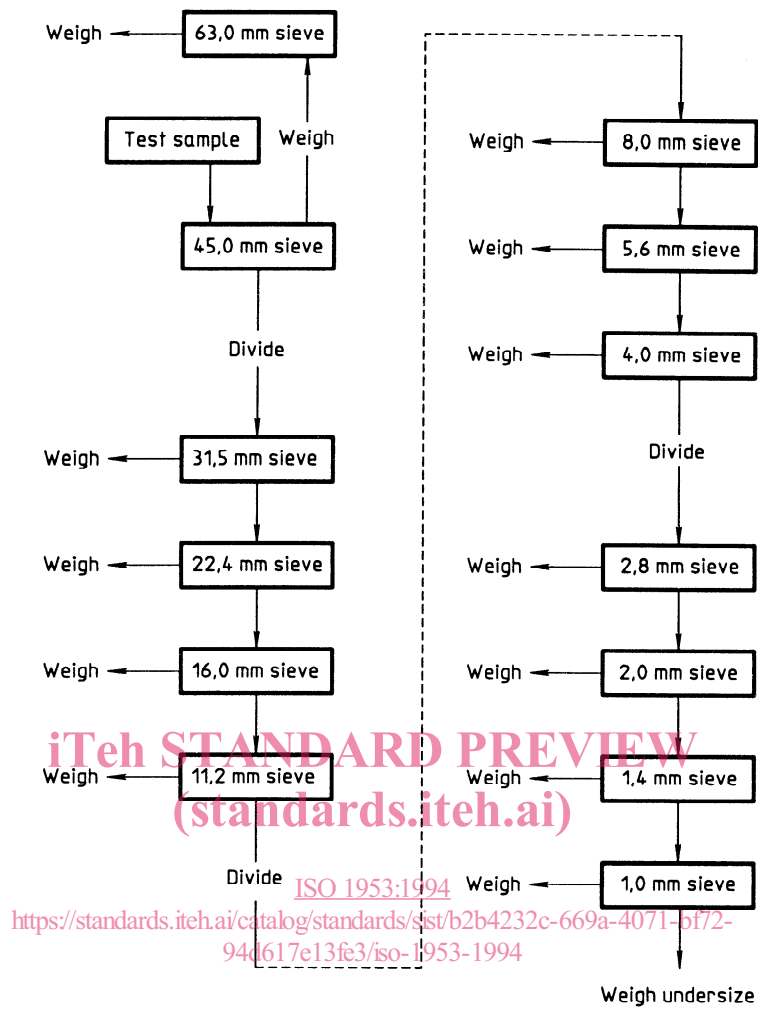 Weigh
63,0 mm sieve
Test sample
Weigh
45,0 mm sieve
Divide
Weigh
31,5 mm sieve
Weigh
22,4 mm sieve
Weigh
16,0 mm sieve
Weigh
11,2 mm sieve
Divide
Weigh
8,0 mm sieve
Weigh
5,6 mm sieve
Weigh
4,0 mm sieve
Divide
Weigh
2,8 mm sieve
Weigh
2,0 mm sieve
Weigh
1,4 mm sieve
Weigh
1,0 mm sieve
Weigh undersize
iTeh STANDARD PREVIEW
(standards.iteh.ai)
ISO 1953:1994
https://standards.iteh.ai/catalog/standards/sist/b2b4232c-669a-4071-bf72-
94d617e13fe3/iso-1953-1994